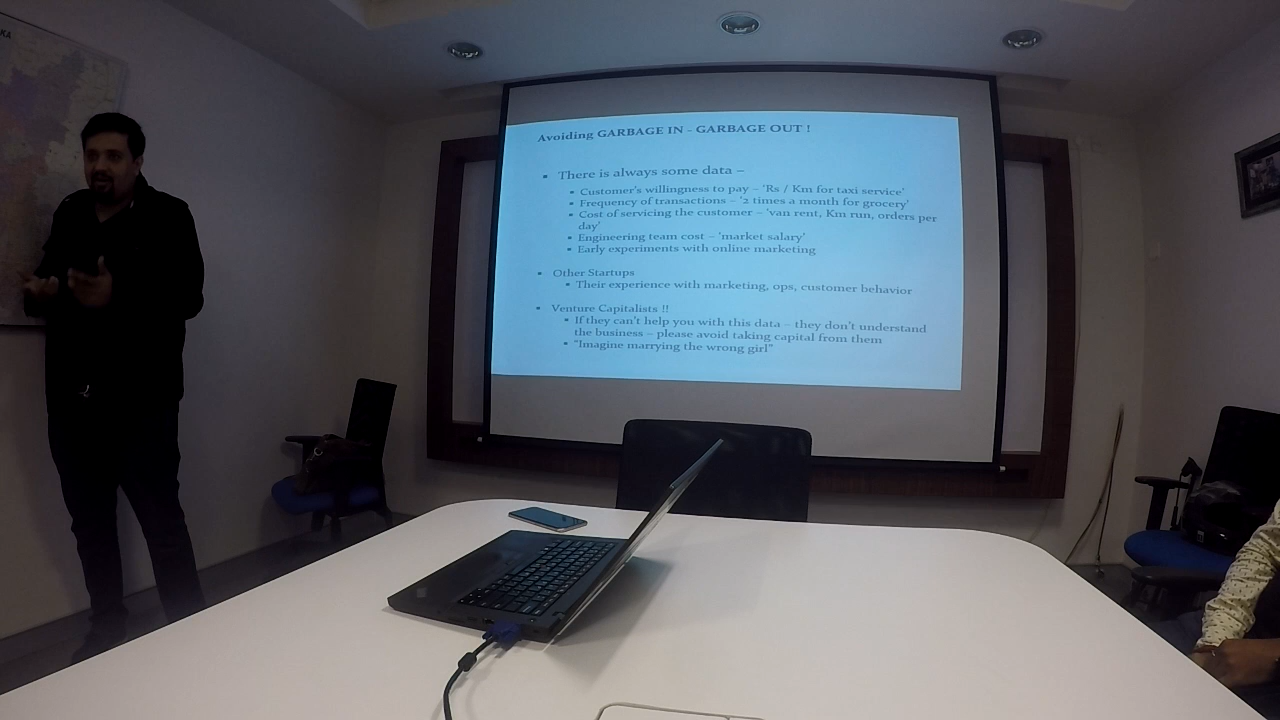 KA
Avoiding GARBAGE IN - GARBAGE OUT !
There is always some data –
Customer's willingness to pay – 'Rs / Km for taxi service'
Frequency of transactions – '2 times a month for grocery'
Cost of servicing the customer – 'van rent, Km run, orders per
day'
Engineering team cost – 'market salary'
Early experiments with online marketing
Other Startups
Their experience with marketing, ops, customer behavior
Venture Capitalists !!
If they can't help you with this data – they don't understand
the business – please avoid taking capital from them
"Imagine marrying the wrong girl"